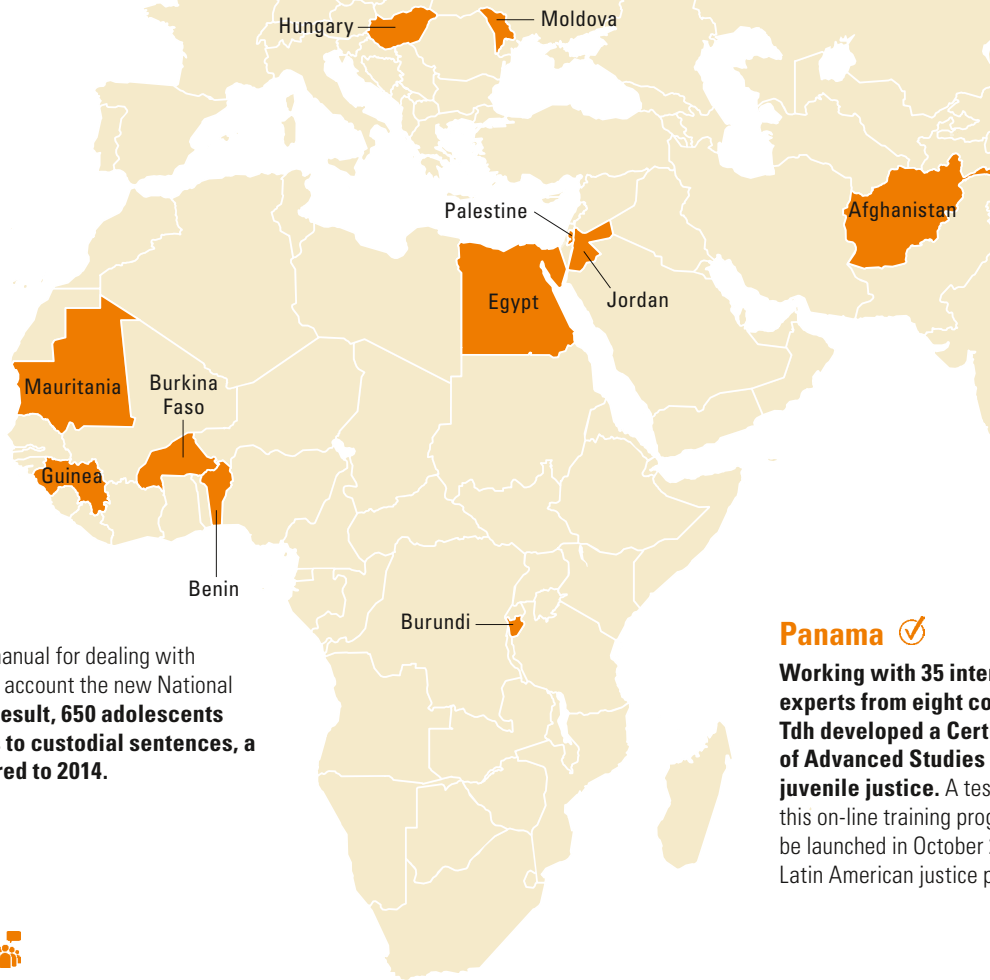 Hungary
Moldova
Palestine
Afghanistan
Egypt
Jordan
Mauritania
Burkina
Faso
Guinea
Benin
Burundi
anual for dealing with
account the new National
esult, 650 adolescents
to custodial sentences, a
red to 2014.
Panama
Working with 35 inter
experts from eight co
Tdh developed a Cert
of Advanced Studies
juvenile justice. A tes
this on-line training prog
be launched in October
Latin American justice p